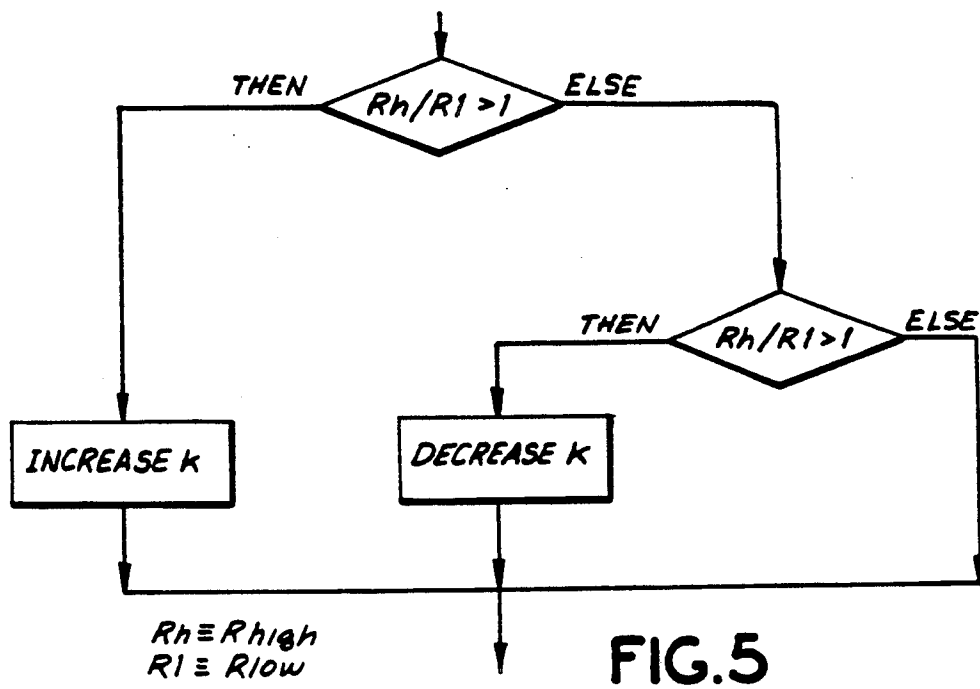 THEN
Rh/R1>1
ELSE
THEN
Rh/R1>1
ELSE
INCREASE K
DECREASE K
Rh≡Rhigh
R1≡Rlow
FIG.5